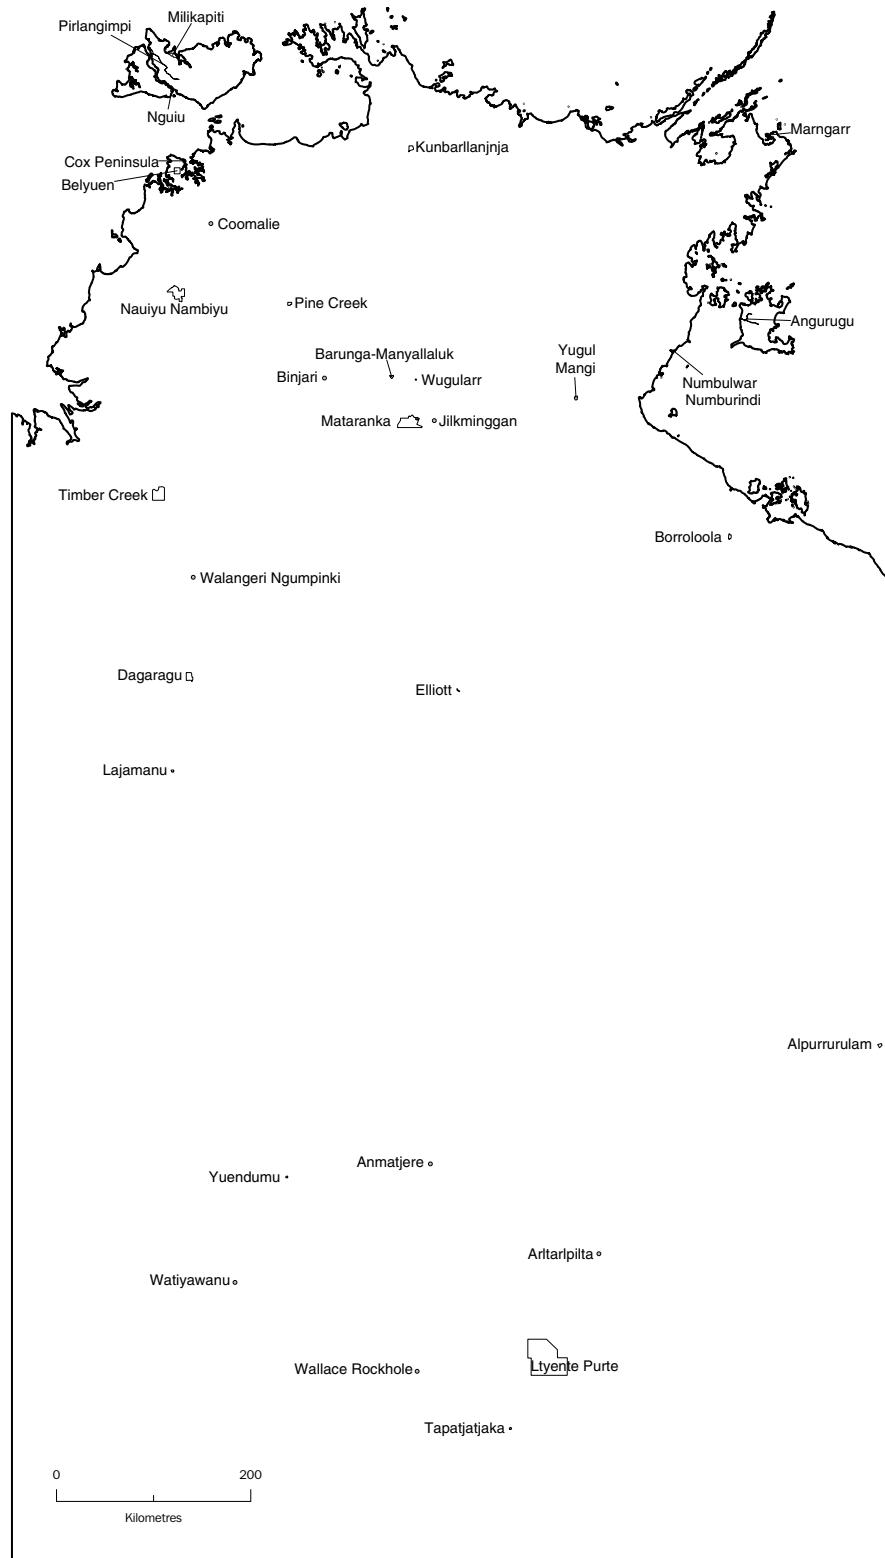 Milikapiti
Pirlangimpi
Nguiu
Marngarr
Kunbarllanjnja
Cox Peninsula
Belyuen
Coomalie
Nauiyu Nambiyu
Pine Creek
Angurugu
Barunga-Manyallaluk
Yugul
Mangi
Binjari
Wugularr
Numbulwar
Numburindi
Mataranka
Jilkminggan
Timber Creek
Borroloola
Walangeri Ngumpinki
Dagaragu
Elliott
Lajamanu
Alpurrurulam
Anmatjere
Yuendumu
Arltarlpilta
Watiyawanu
Ltyente Purte
Wallace Rockhole
Tapatjatjaka
0 200
Kilometres